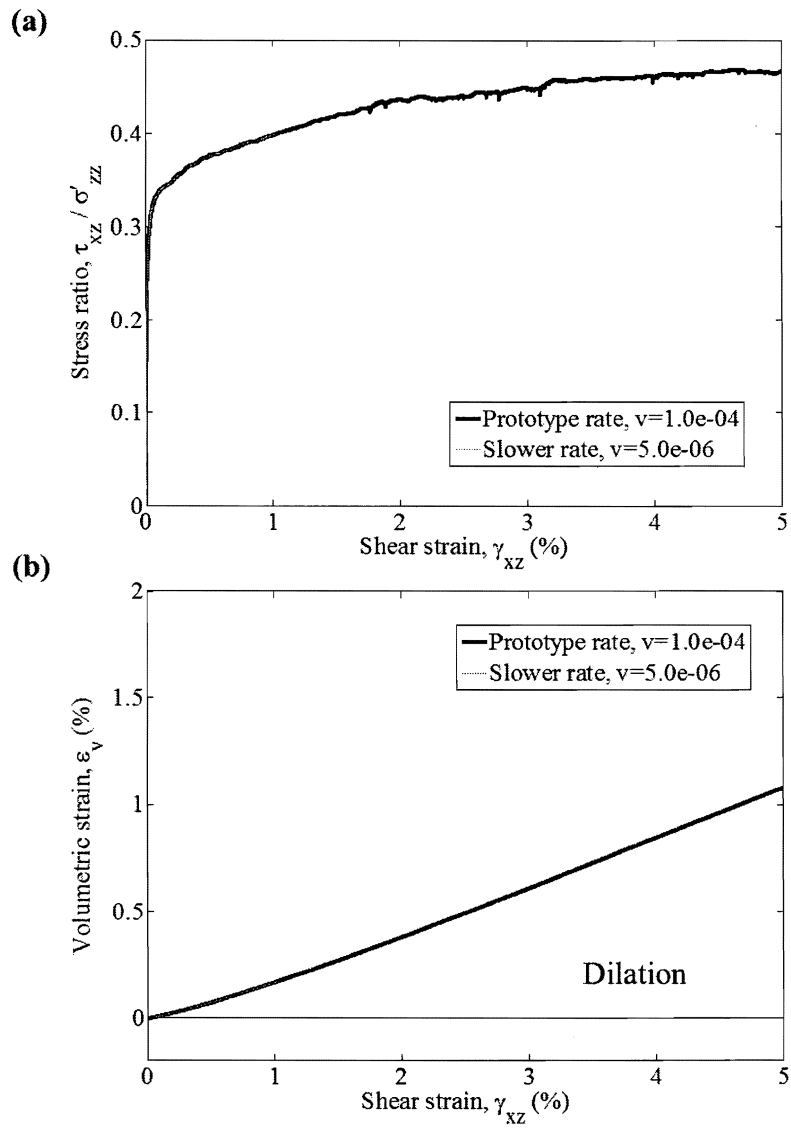 (a)
0.5
0.4
0.3
0.2
0.1
0
Stress ratio, τxz / σ'zz
Prototype rate, v=1.0e-04
Slower rate, v=5.0e-06
0 1 2 3 4 5
Shear strain, γxz (%)
(b)
2
1.5
1
0.5
0
Volumetric strain, εv (%)
Prototype rate, v=1.0e-04
Slower rate, v=5.0e-06
Dilation
0 1 2 3 4 5
Shear strain, γxz (%)